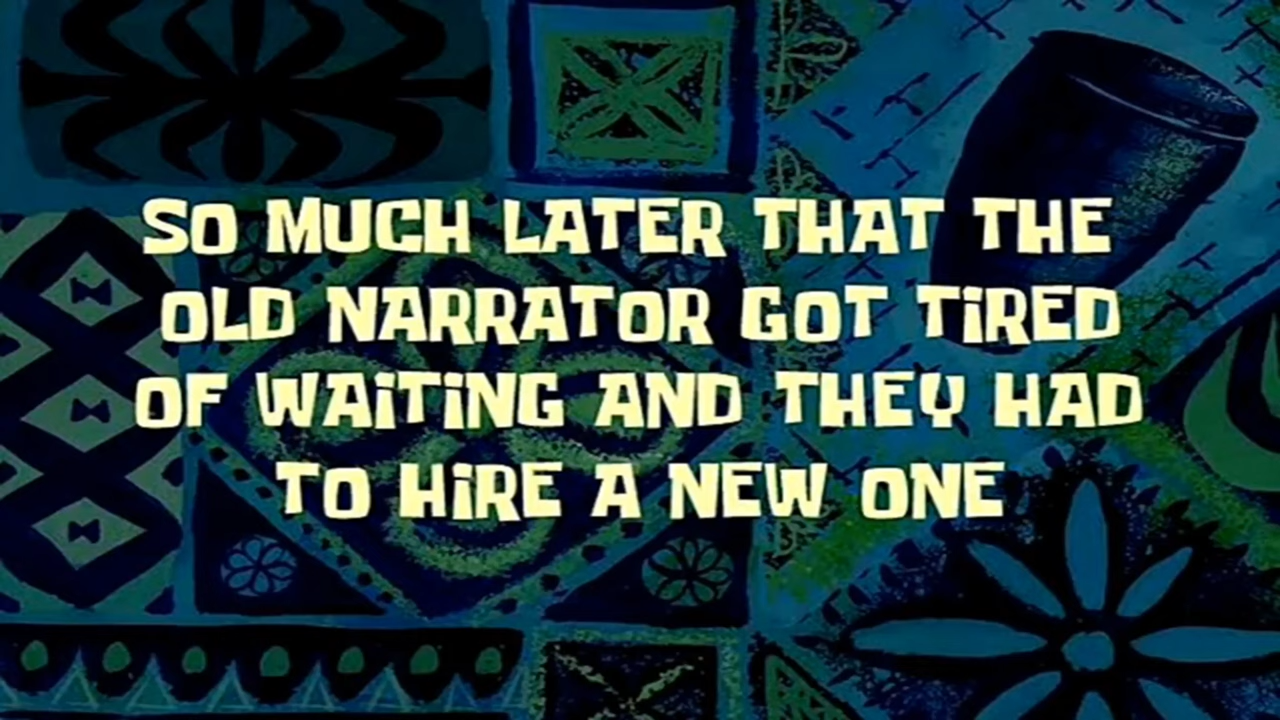 SO MUCH LATER THAT THE
OLD NARRATOR GOT TiRED
OF WAiTiNG AND THEY HAD
TO HiRE A NEW ONE